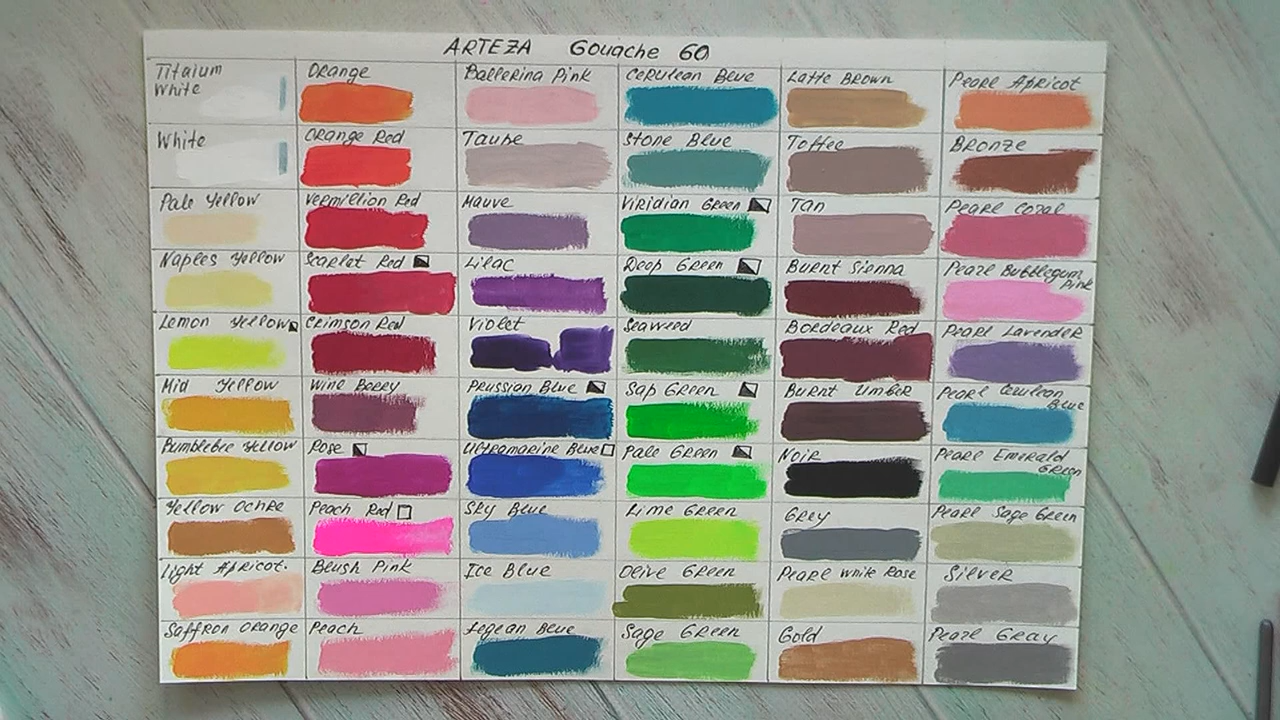 ARTEZA Gouache 60
Titaium
White
Orange
Ballerina Pink
Cerulean Blue
Latte Brown
Pearl Apricot
White
Orange Red
Taupe
Stone Blue
Toffee
Bronze
Pale Yellow
Vermillion Red
Mauve
Viridian Green
Tan
Pearl Coral
Naples Yellow
Scarlet Red
Lilac
Deep Green
Burnt Sienna
Pearl Bubblegum
Pink
Lemon Yellow
Crimson Red
Violet
Seaweed
Bordeaux Red
Pearl Lavender
Mid Yellow
Wine Berry
Prussian Blue
Sap Green
Burnt Umber
Pearl Cerulean
Blue
Bumblebee Yellow
Rose
Ultramarine Blue
Pale Green
Noir
Pearl Emerald
Green
Yellow Ochre
Peach Red
Sky Blue
Lime Green
Grey
Pearl Sage Green
Light Apricot.
Blush Pink
Ice Blue
Olive Green
Pearl White Rose
Silver
Saffron Orange
Peach
Aegean Blue
Sage Green
Gold
Pearl Gray